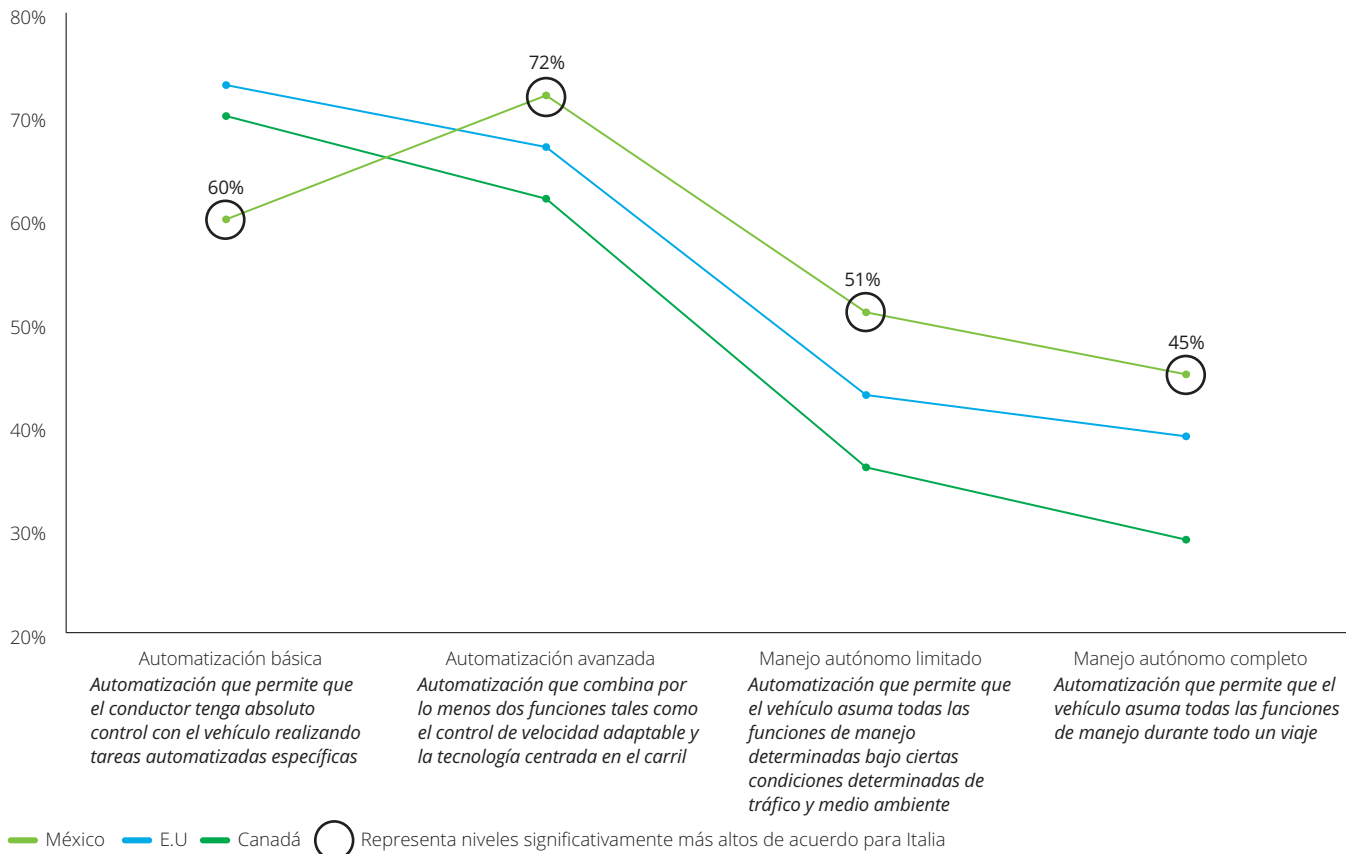 80%
70%
60%
50%
40%
30%
20%
60%
72%
51%
45%
Automatización básica
Automatización que permite que
el conductor tenga absoluto
control con el vehículo realizando
tareas automatizadas específicas
Automatización avanzada
Automatización que combina por
lo menos dos funciones tales como
el control de velocidad adaptable y
la tecnología centrada en el carril
Manejo autónomo limitado
Automatización que permite que
el vehículo asuma todas las
funciones de manejo
determinadas bajo ciertas
condiciones determinadas de
tráfico y medio ambiente
Manejo autónomo completo
Automatización que permite que el
vehículo asuma todas las funciones
de manejo durante todo un viaje
México E.U Canadá Representa niveles significativamente más altos de acuerdo para Italia